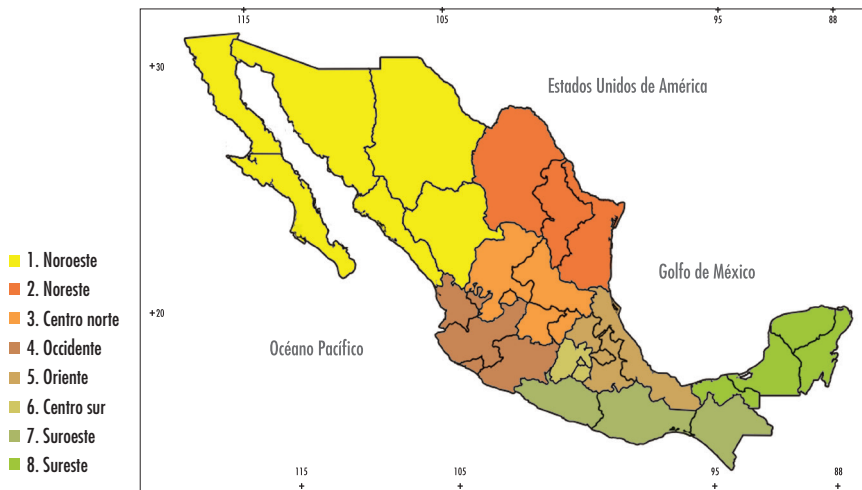 115 105 95 88
+30
Estados Unidos de América
1. Noroeste
2. Noreste
3. Centro norte
4. Occidente
5. Oriente
6. Centro sur
7. Suroeste
8. Sureste
Golfo de México
+20
Océano Pacífico
115 105 95 88